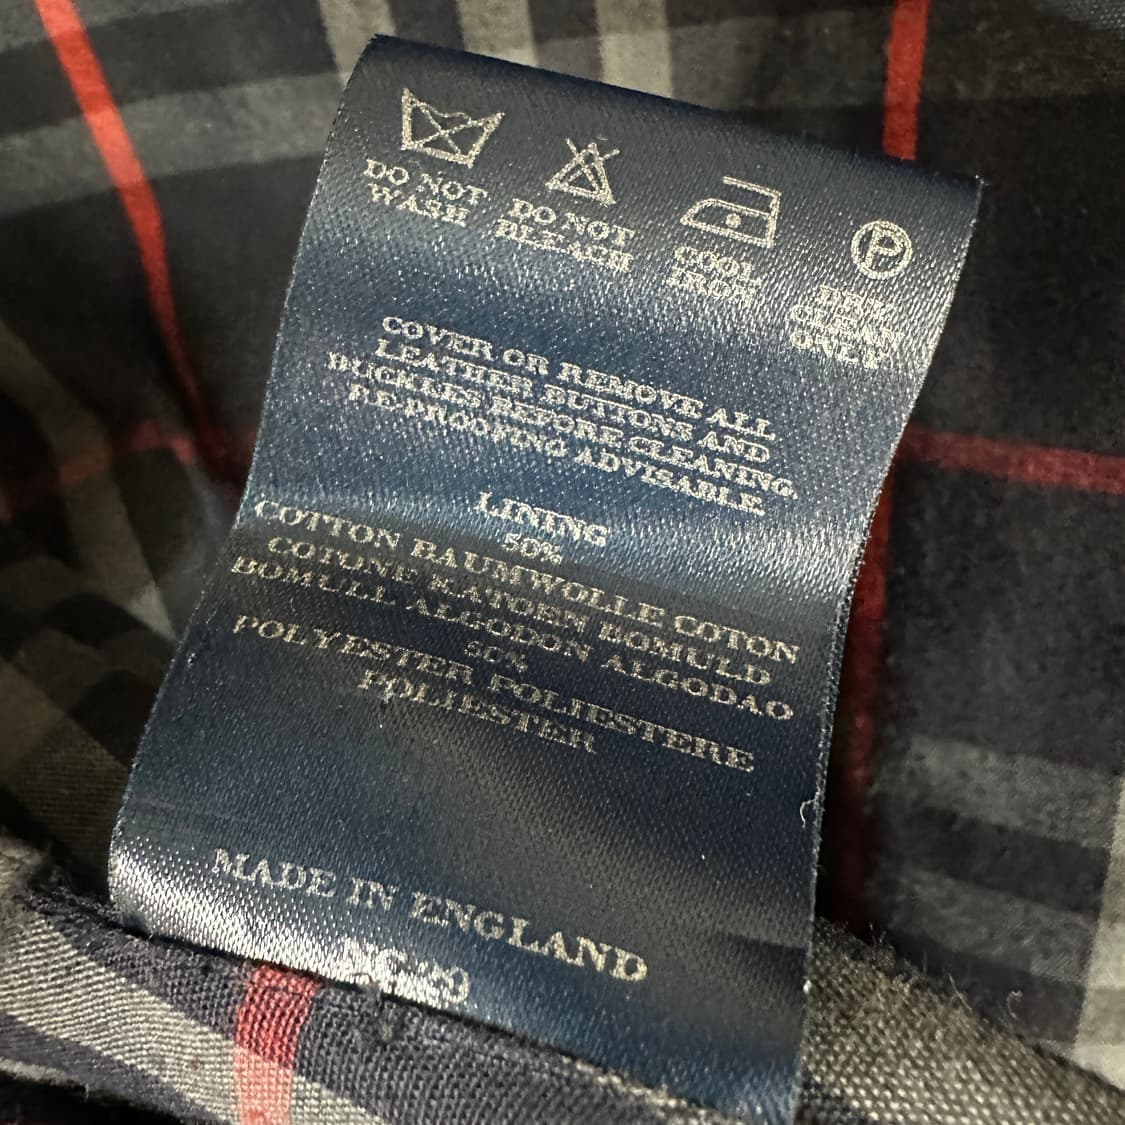 DO NOT
WASH
DO NOT
BLEACH
COOL
IRON
P
DRY
CLEAN
ONLY
COVER OR REMOVE ALL
LEATHER BUTTONS AND
BUCKLES BEFORE CLEANING.
RE-PROOFING ADVISABLE
LINING
50%
COTTON BAUMWOLLE COTON
COTONE KATOEN BOMULD
BOMULL ALGODON ALGODAO
50%
POLYESTER POLIESTERE
POLIESTER
MADE IN ENGLAND